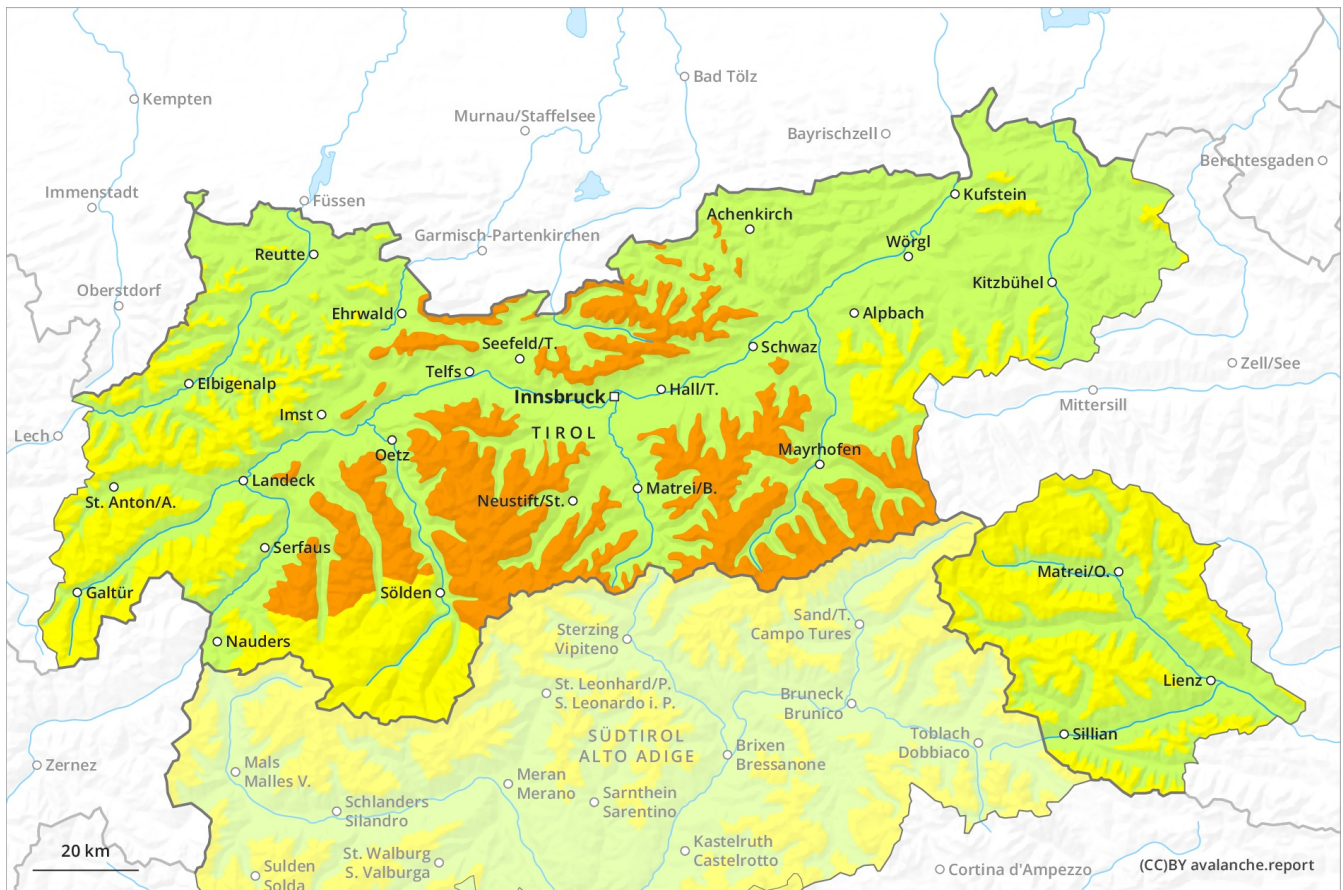 Kempten
Bad Tölz
Murnau/Staffelsee
Bayrischzell
Berchtesgaden
Immenstadt
Füssen
Kufstein
Achenkirch
Garmisch-Partenkirchen
Wörgl
Reutte
Oberstdorf
Kitzbühel
Ehrwald
Alpbach
Seefeld/T.
Schwaz
Zell/See
Telfs
Elbigenalp
Hall/T.
Innsbruck
Mittersill
Imst
TIROL
Lech
Oetz
Mayrhofen
Landeck
Matrei/B.
St. Anton/A.
Neustift/St.
Serfaus
Matrei/O.
Galtür
Sölden
Sand/T.
Campo Tures
Sterzing
Vipiteno
Nauders
Lienz
St. Leonhard/P.
S. Leonardo i. P.
Bruneck
Brunico
SÜDTIROL
ALTO ADIGE
Sillian
Toblach
Dobbiaco
Brixen
Bressanone
Zernez
Mals
Malles V.
Meran
Merano
Sarnthein
Sarentino
Schlanders
Silandro
Kastelruth
Castelrotto
20 km
St. Walburg
S. Valburga
Sulden
Solda
Cortina d'Ampezzo
(CC)BY avalanche.report